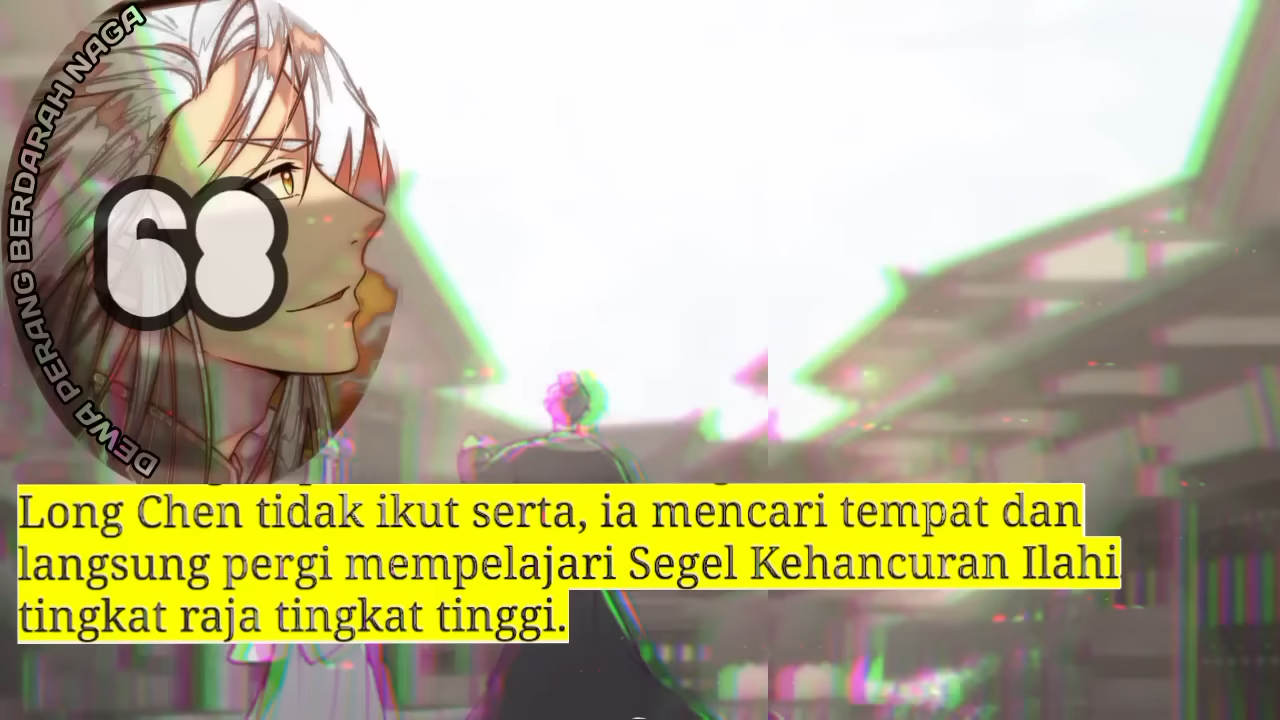 DEWA PERANG BERDARAH NAGA
68
Long Chen tidak ikut serta, ia mencari tempat dan
langsung pergi mempelajari Segel Kehancuran Ilahi
tingkat raja tingkat tinggi.